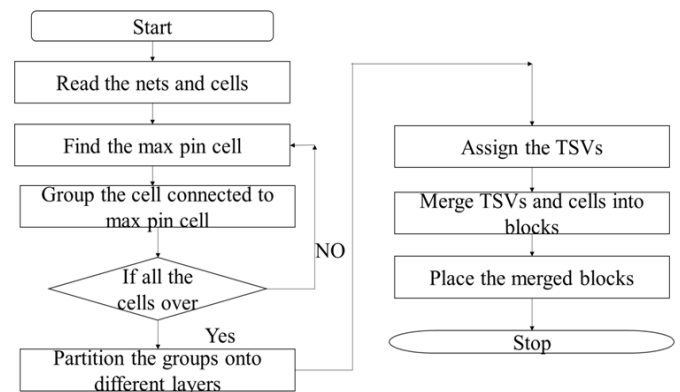 Start
Read the nets and cells
Find the max pin cell
Group the cell connected to
max pin cell
NO
If all the
cells over
Yes
Partition the groups onto
different layers
Assign the TSVs
Merge TSVs and cells into
blocks
Place the merged blocks
Stop